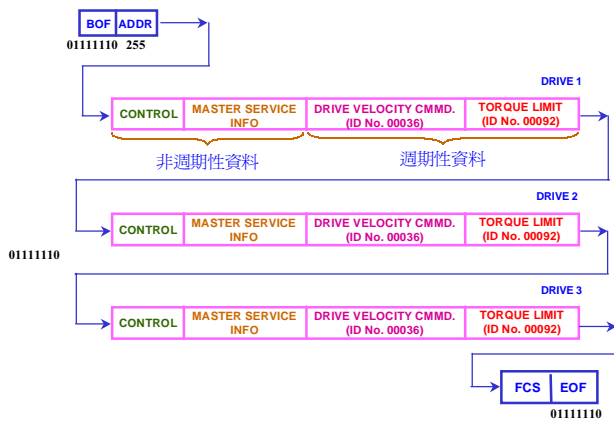 BOF ADDR
01111110 255
DRIVE 1
CONTROL MASTER SERVICE INFO DRIVE VELOCITY CMMD. (ID No. 00036) TORQUE LIMIT (ID No. 00092)
非週期性資料 週期性資料
DRIVE 2
CONTROL MASTER SERVICE INFO DRIVE VELOCITY CMMD. (ID No. 00036) TORQUE LIMIT (ID No. 00092)
01111110
DRIVE 3
CONTROL MASTER SERVICE INFO DRIVE VELOCITY CMMD. (ID No. 00036) TORQUE LIMIT (ID No. 00092)
FCS EOF
01111110